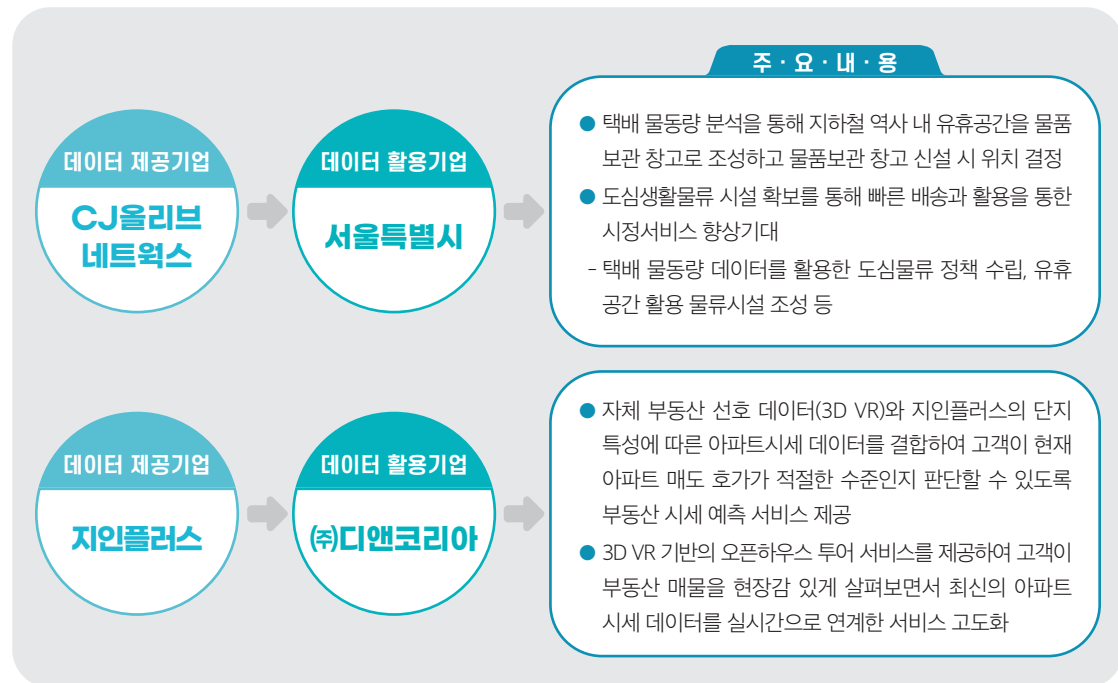 주·요·내·용
데이터 제공기업
CJ올리브
네트웍스
데이터 활용기업
서울특별시
● 택배 물동량 분석을 통해 지하철 역사 내 유휴공간을 물품
보관 창고로 조성하고 물품보관 창고 신설 시 위치 결정
● 도심생활물류 시설 확보를 통해 빠른 배송과 활용을 통한
시정서비스 향상기대
- 택배 물동량 데이터를 활용한 도심물류 정책 수립, 유휴
공간 활용 물류시설 조성 등
데이터 제공기업
지인플러스
데이터 활용기업
㈜디앤코리아
● 자체 부동산 선호 데이터(3D VR)와 지인플러스의 단지
특성에 따른 아파트시세 데이터를 결합하여 고객이 현재
아파트 매도 호가가 적절한 수준인지 판단할 수 있도록
부동산 시세 예측 서비스 제공
● 3D VR 기반의 오픈하우스 투어 서비스를 제공하여 고객이
부동산 매물을 현장감 있게 살펴보면서 최신의 아파트
시세 데이터를 실시간으로 연계한 서비스 고도화